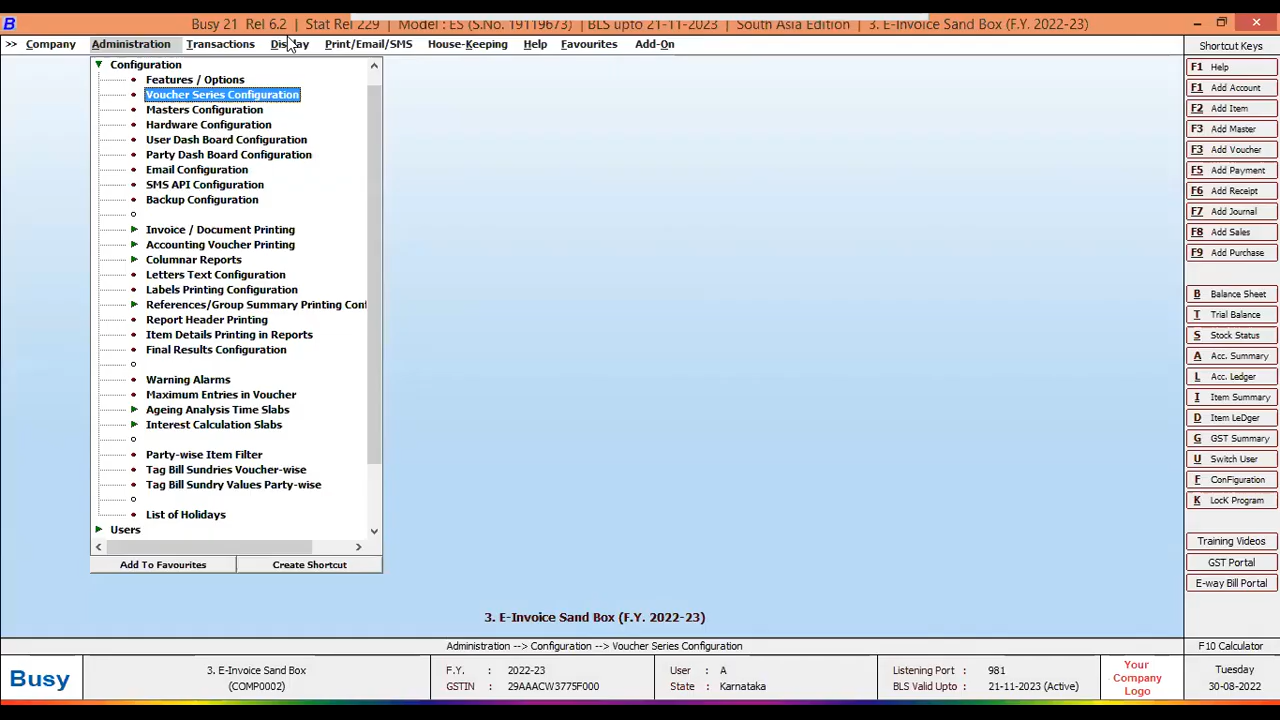 B Busy 21 Rel 6.2 | Stat Rel 229 | Model : ES (S.No. 19119673) | BLS upto 21-11-2023 | South Asia Edition | 3. E-Invoice Sand Box (F.Y. 2022-23)
>> Company Administration Transactions Display Print/Email/SMS House-Keeping Help Favourites Add-On
Configuration
Features / Options
Voucher Series Configuration
Masters Configuration
Hardware Configuration
User Dash Board Configuration
Party Dash Board Configuration
Email Configuration
SMS API Configuration
Backup Configuration
Invoice / Document Printing
Accounting Voucher Printing
Columnar Reports
Letters Text Configuration
Labels Printing Configuration
References/Group Summary Printing Conf
Report Header Printing
Item Details Printing in Reports
Final Results Configuration
Warning Alarms
Maximum Entries in Voucher
Ageing Analysis Time Slabs
Interest Calculation Slabs
Party-wise Item Filter
Tag Bill Sundries Voucher-wise
Tag Bill Sundry Values Party-wise
List of Holidays
Users
Add To Favourites Create Shortcut
Shortcut Keys
F1 Help
F1 Add Account
F2 Add Item
F3 Add Master
F3 Add Voucher
F5 Add Payment
F6 Add Receipt
F7 Add Journal
F8 Add Sales
F9 Add Purchase
B Balance Sheet
T Trial Balance
S Stock Status
A Acc. Summary
L Acc. Ledger
I Item Summary
D Item LeDger
G GST Summary
U Switch User
F ConFiguration
K LocK Program
Training Videos
GST Portal
E-way Bill Portal
3. E-Invoice Sand Box (F.Y. 2022-23)
Administration --> Configuration --> Voucher Series Configuration
F10 Calculator
Busy
3. E-Invoice Sand Box
(COMP0002)
F.Y. : 2022-23
GSTIN : 29AAACW3775F000
User : A
State : Karnataka
Listening Port : 981
BLS Valid Upto : 21-11-2023 (Active)
Your
Company
Logo
Tuesday
30-08-2022